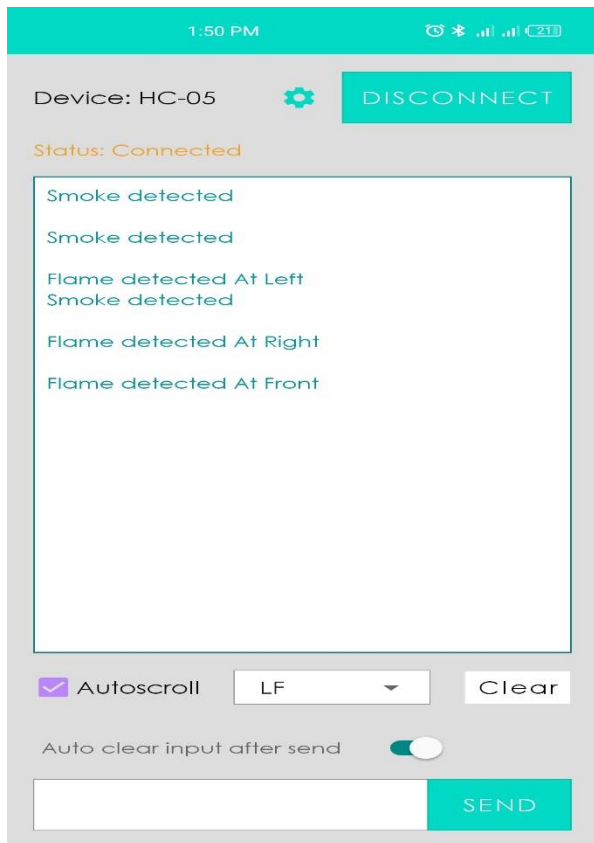 1:50 PM 21
Device: HC-05 DISCONNECT
Status: Connected
Smoke detected
Smoke detected
Flame detected At Left
Smoke detected
Flame detected At Right
Flame detected At Front
Autoscroll LF Clear
Auto clear input after send
SEND